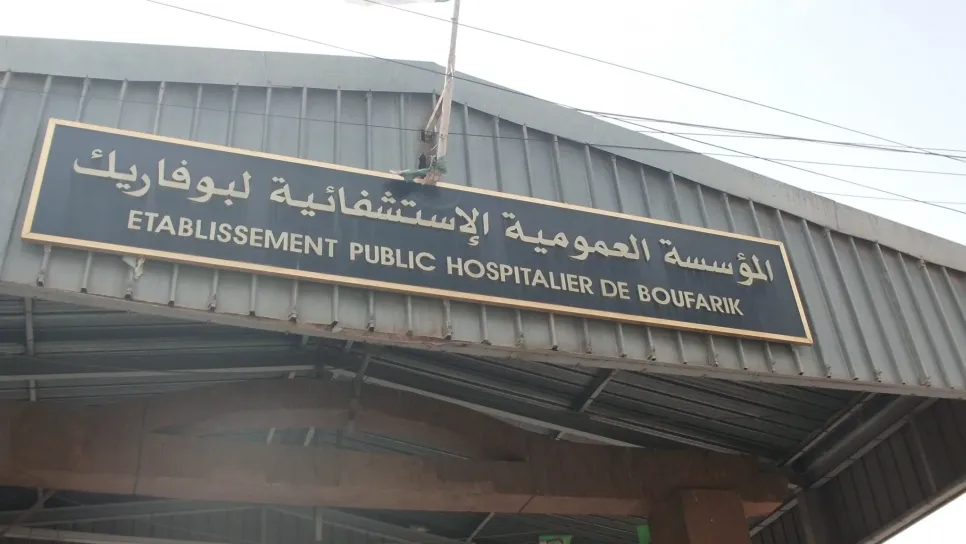 المؤسسة العمومية الإستشفائية لبوفاريك
ETABLISSEMENT PUBLIC HOSPITALIER DE BOUFARIK